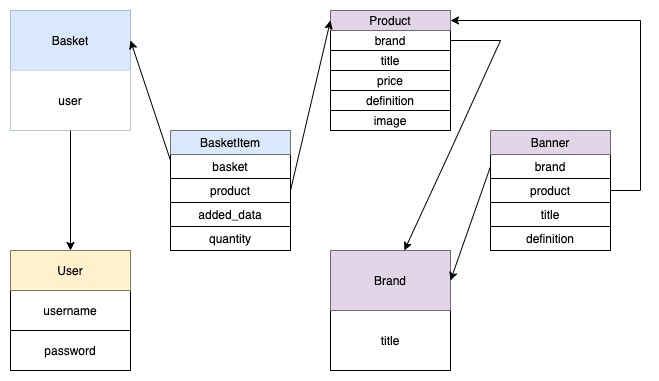 Basket
user
User
username
password
BasketItem
basket
product
added_data
quantity
Product
brand
title
price
definition
image
Brand
title
Banner
brand
product
title
definition